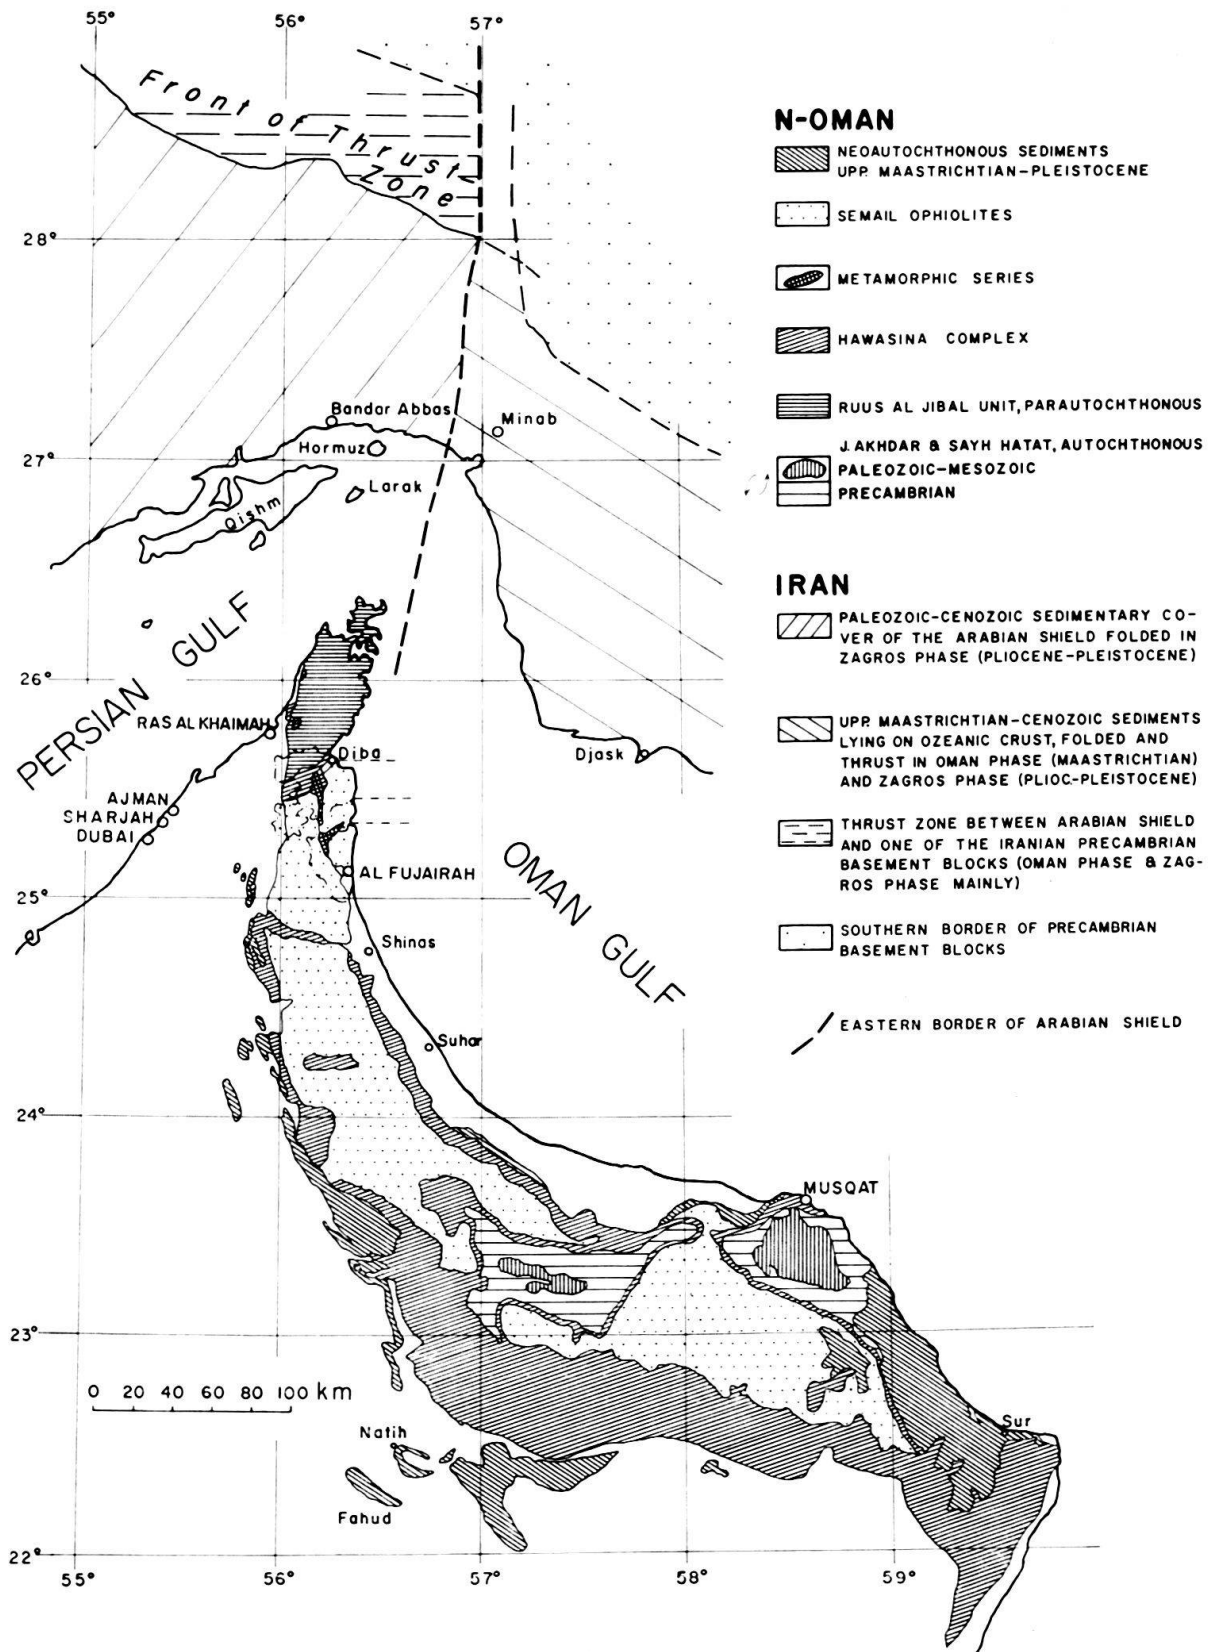 55°
56°
57°
Front of Thrust
Zone
28°
Bandar Abbas
Minab
Hormuz
27°
Larak
Qishm
PERSIAN GULF
26°
RAS AL KHAIMAH
Diba
Djask
AJMAN
SHARJAH
DUBAI
OMAN GULF
AL FUJAIRAH
25°
Shinas
Suhar
24°
MUSQAT
23°
0 20 40 60 80 100 km
Sur
Natih
Fahud
22°
55°
56°
57°
58°
59°
N-OMAN
NEOAUTOCHTHONOUS SEDIMENTS
UPP. MAASTRICHTIAN-PLEISTOCENE
SEMAIL OPHIOLITES
METAMORPHIC SERIES
HAWASINA COMPLEX
RUUS AL JIBAL UNIT, PARAUTOCHTHONOUS
J. AKHDAR & SAYH HATAT, AUTOCHTHONOUS
PALEOZOIC-MESOZOIC
PRECAMBRIAN
IRAN
PALEOZOIC-CENOZOIC SEDIMENTARY CO-
VER OF THE ARABIAN SHIELD FOLDED IN
ZAGROS PHASE (PLIOCENE-PLEISTOCENE)
UPP. MAASTRICHTIAN-CENOZOIC SEDIMENTS
LYING ON OZEANIC CRUST, FOLDED AND
THRUST IN OMAN PHASE (MAASTRICHTIAN)
AND ZAGROS PHASE (PLIOC.-PLEISTOCENE)
THRUST ZONE BETWEEN ARABIAN SHIELD
AND ONE OF THE IRANIAN PRECAMBRIAN
BASEMENT BLOCKS (OMAN PHASE & ZAG-
ROS PHASE MAINLY)
SOUTHERN BORDER OF PRECAMBRIAN
BASEMENT BLOCKS
EASTERN BORDER OF ARABIAN SHIELD